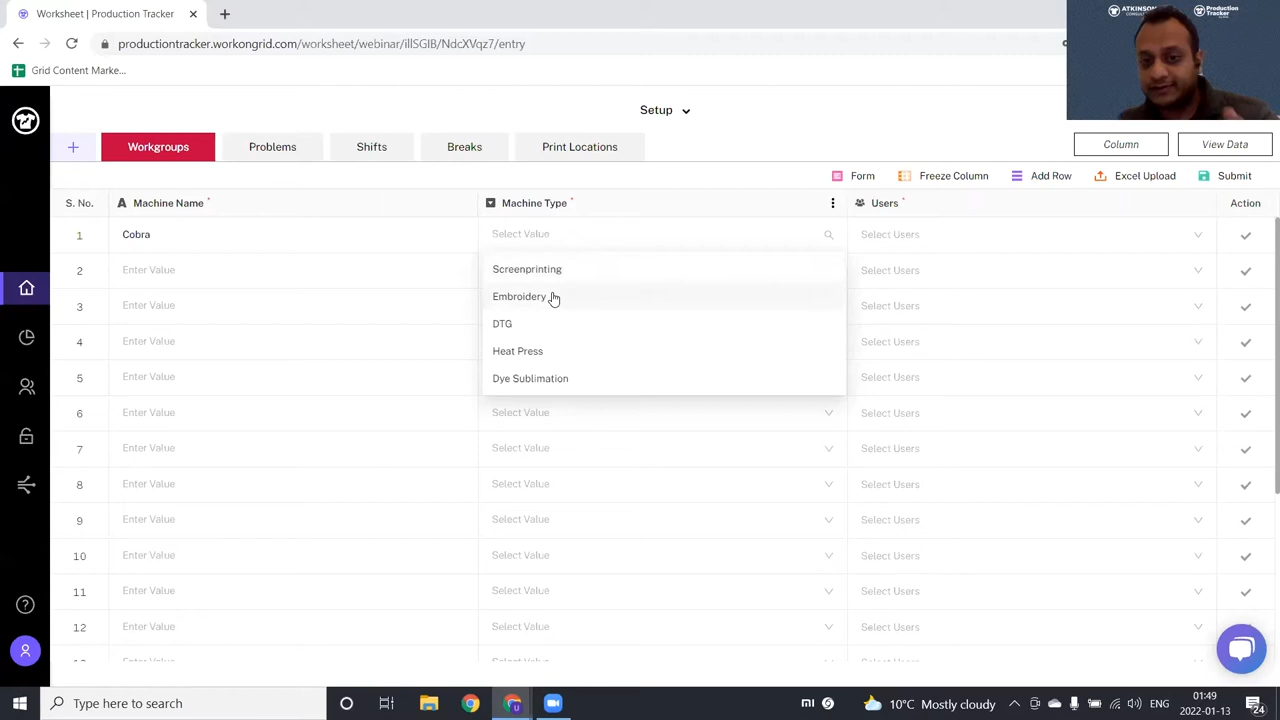 Worksheet | Production Tracker
productiontracker.workongrid.com/worksheet/webinar/illSGIB/NdcXVqz7/entry
Grid Content Marke...
ATKINSON
Production
Tracker
Setup
Workgroups Problems Shifts Breaks Print Locations Column View Data
Form Freeze Column Add Row Excel Upload Submit
S. No. Machine Name * Machine Type * Users * Action
1 Cobra Select Value Select Users
Screenprinting
2 Enter Value Select Users
Embroidery
3 Enter Value Select Users
DTG
4 Enter Value Select Users
Heat Press
5 Enter Value Select Users
Dye Sublimation
6 Enter Value Select Value Select Users
7 Enter Value Select Value Select Users
8 Enter Value Select Value Select Users
9 Enter Value Select Value Select Users
10 Enter Value Select Value Select Users
11 Enter Value Select Value Select Users
12 Enter Value Select Value Select Users
Type here to search
10°C Mostly cloudy
ENG
01:49
2022-01-13
24